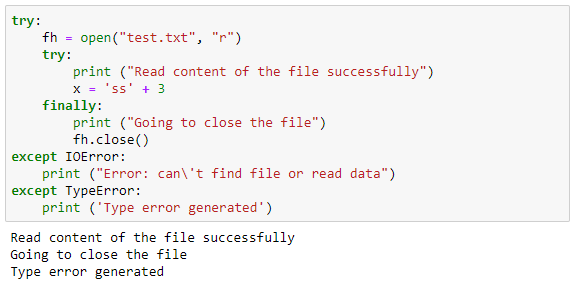 try:
    fh = open("test.txt", "r")
    try:
        print ("Read content of the file successfully")
        x = 'ss' + 3
    finally:
        print ("Going to close the file")
        fh.close()
except IOError:
    print ("Error: can\'t find file or read data")
except TypeError:
    print ('Type error generated')
Read content of the file successfully
Going to close the file
Type error generated